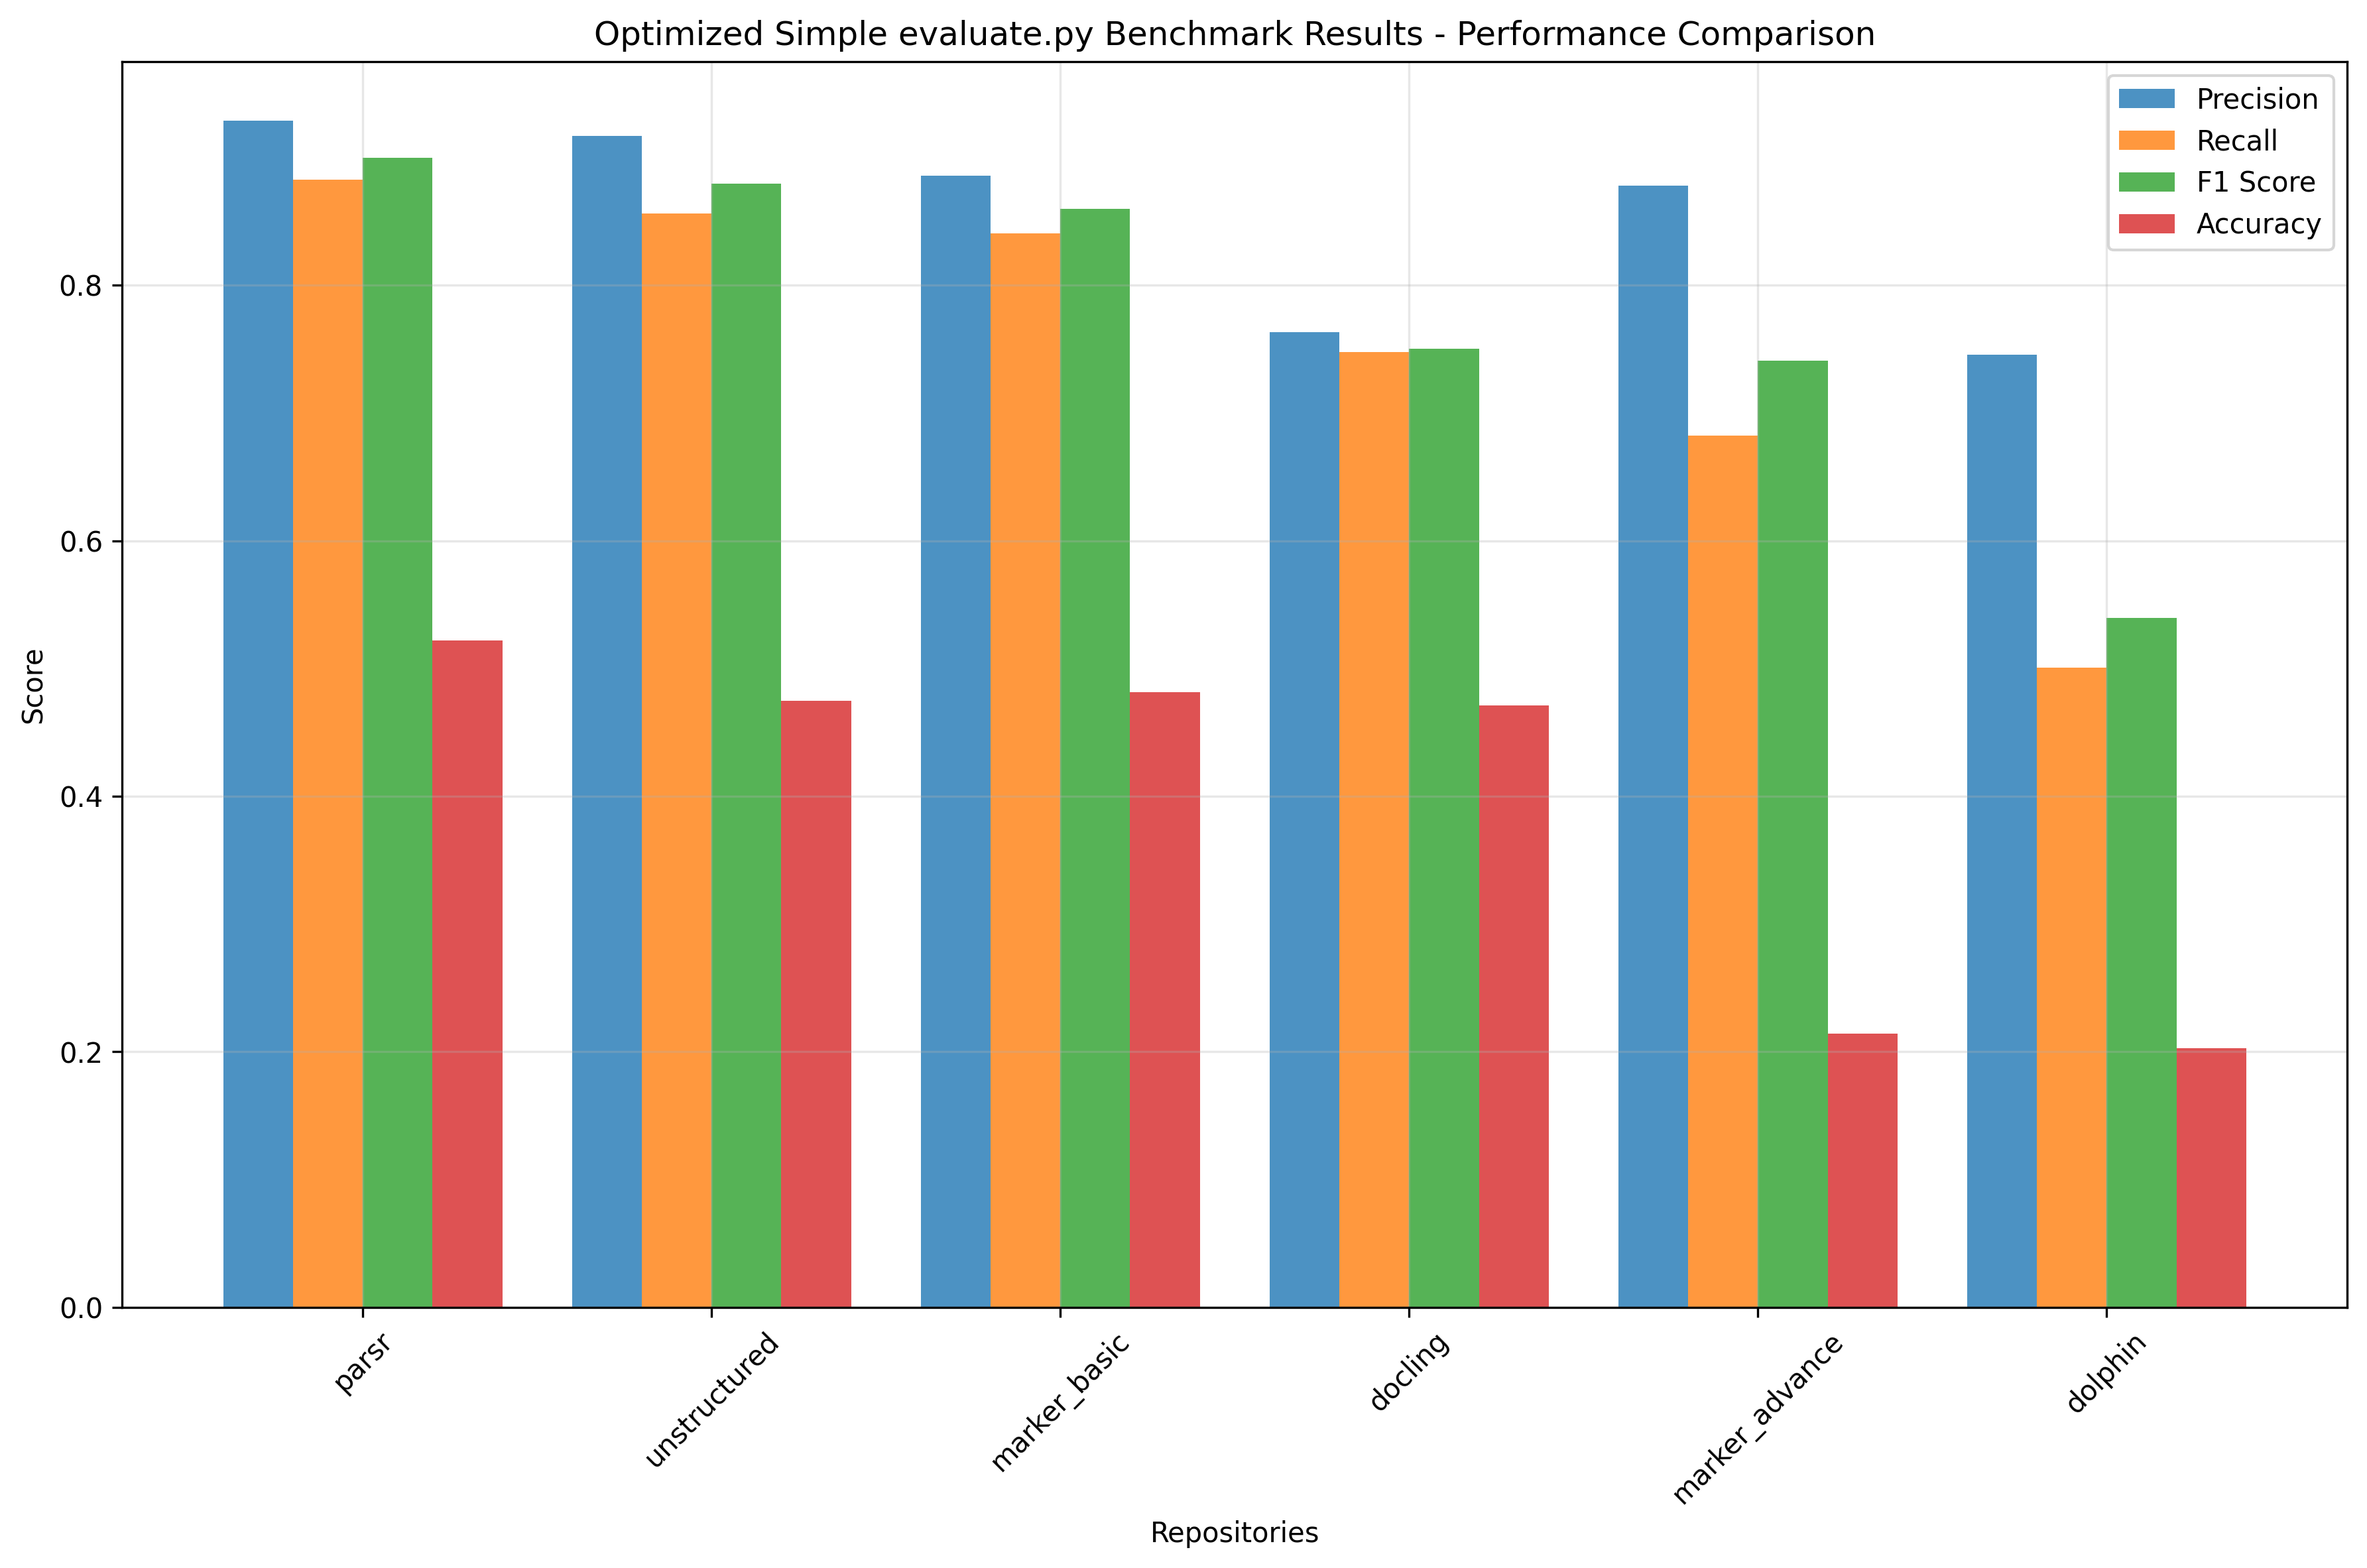 Optimized Simple evaluate.py Benchmark Results - Performance Comparison
Precision
Recall
F1 Score
Accuracy
Score
0.8
0.6
0.4
0.2
0.0
parsr
unstructured
marker_basic
docling
marker_advance
dolphin
Repositories